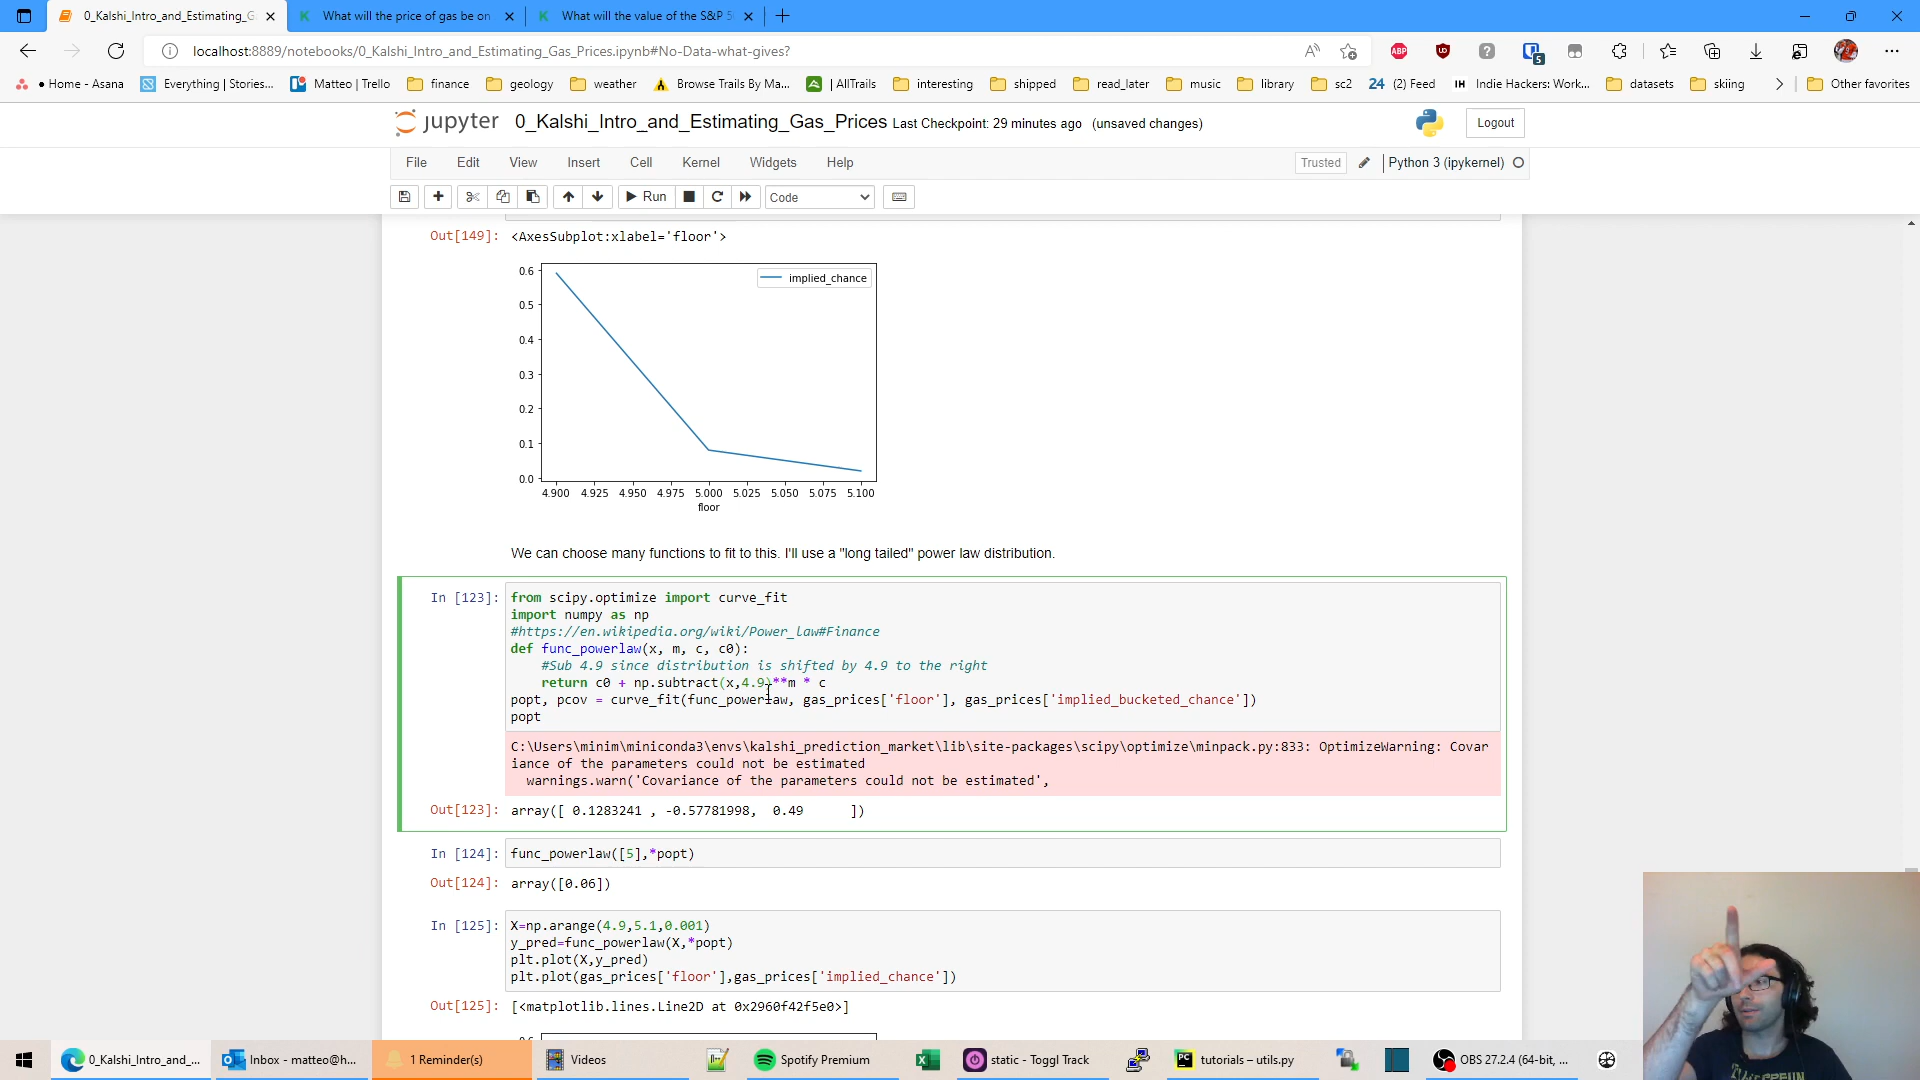 0_Kalshi_Intro_and_Estimating_G
What will the price of gas be on
What will the value of the S&P 5
localhost:8889/notebooks/0_Kalshi_Intro_and_Estimating_Gas_Prices.ipynb#No-Data-what-gives?
● Home - Asana
Everything | Stories...
Matteo | Trello
finance
geology
weather
Browse Trails By Ma...
| AllTrails
interesting
shipped
read_later
music
library
sc2
24 (2) Feed
IH Indie Hackers: Work...
datasets
skiing
Other favorites
jupyter 0_Kalshi_Intro_and_Estimating_Gas_Prices Last Checkpoint: 29 minutes ago (unsaved changes)
Logout
File Edit View Insert Cell Kernel Widgets Help
Trusted
Python 3 (ipykernel)
Run
Code
Out[149]: <AxesSubplot:xlabel='floor'>
implied_chance
0.6
0.5
0.4
0.3
0.2
0.1
0.0
4.900 4.925 4.950 4.975 5.000 5.025 5.050 5.075 5.100
floor
We can choose many functions to fit to this. I'll use a "long tailed" power law distribution.
In [123]: from scipy.optimize import curve_fit
import numpy as np
#https://en.wikipedia.org/wiki/Power_law#Finance
def func_powerlaw(x, m, c, c0):
#Sub 4.9 since distribution is shifted by 4.9 to the right
return c0 + np.subtract(x,4.9)**m * c
popt, pcov = curve_fit(func_powerlaw, gas_prices['floor'], gas_prices['implied_bucketed_chance'])
popt
C:\Users\minim\miniconda3\envs\kalshi_prediction_market\lib\site-packages\scipy\optimize\minpack.py:833: OptimizeWarning: Covar
iance of the parameters could not be estimated
warnings.warn('Covariance of the parameters could not be estimated',
Out[123]: array([ 0.1283241 , -0.57781998, 0.49 ])
In [124]: func_powerlaw([5],*popt)
Out[124]: array([0.06])
In [125]: X=np.arange(4.9,5.1,0.001)
y_pred=func_powerlaw(X,*popt)
plt.plot(X,y_pred)
plt.plot(gas_prices['floor'],gas_prices['implied_chance'])
Out[125]: [<matplotlib.lines.Line2D at 0x2960f42f5e0>]
0_Kalshi_Intro_and_...
Inbox - matteo@h...
1 Reminder(s)
Videos
Spotify Premium
static - Toggl Track
tutorials – utils.py
OBS 27.2.4 (64-bit, ...